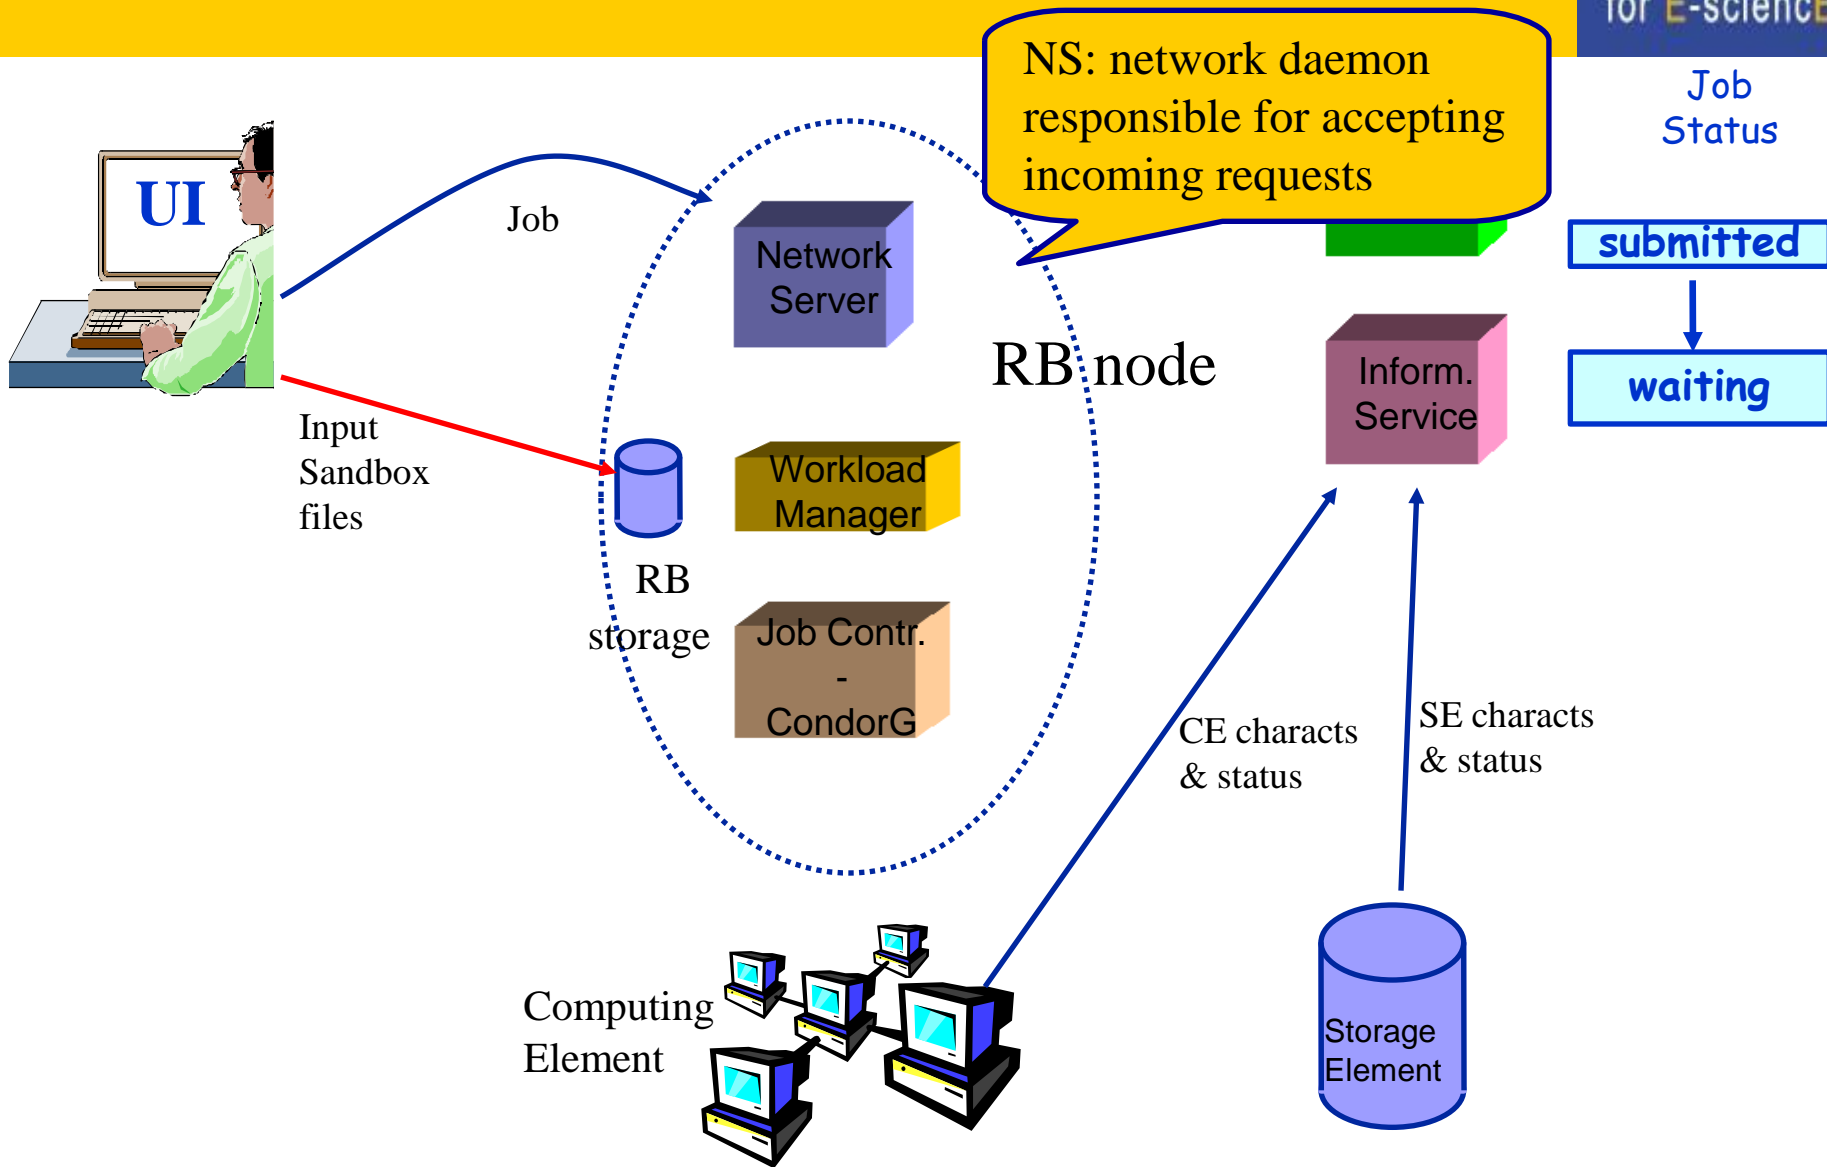 for E-sciencE
NS: network daemon
responsible for accepting
incoming requests
Job
Status
UI
Job
Network
Server
submitted
RB node
Inform.
Service
waiting
Input
Sandbox
files
Workload
Manager
RB
storage
Job Contr.
-
CondorG
CE characts
& status
SE characts
& status
Computing
Element
Storage
Element